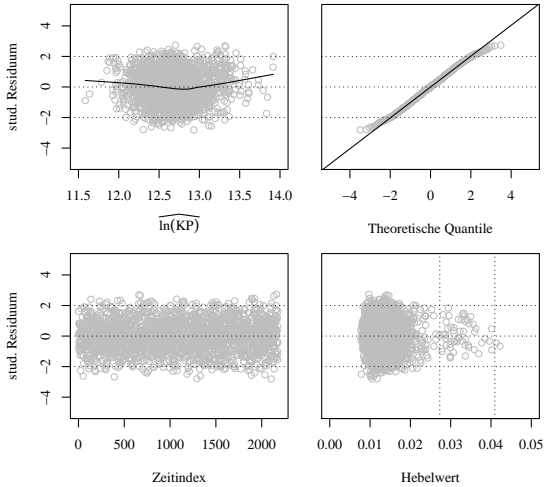 stud. Residuum
4
2
0
−2
−4
11.5 12.0 12.5 13.0 13.5 14.0
ln(KP)
−4 −2 0 2 4
Theoretische Quantile
stud. Residuum
4
2
0
−2
−4
0 500 1000 1500 2000
Zeitindex
0.00 0.01 0.02 0.03 0.04 0.05
Hebelwert